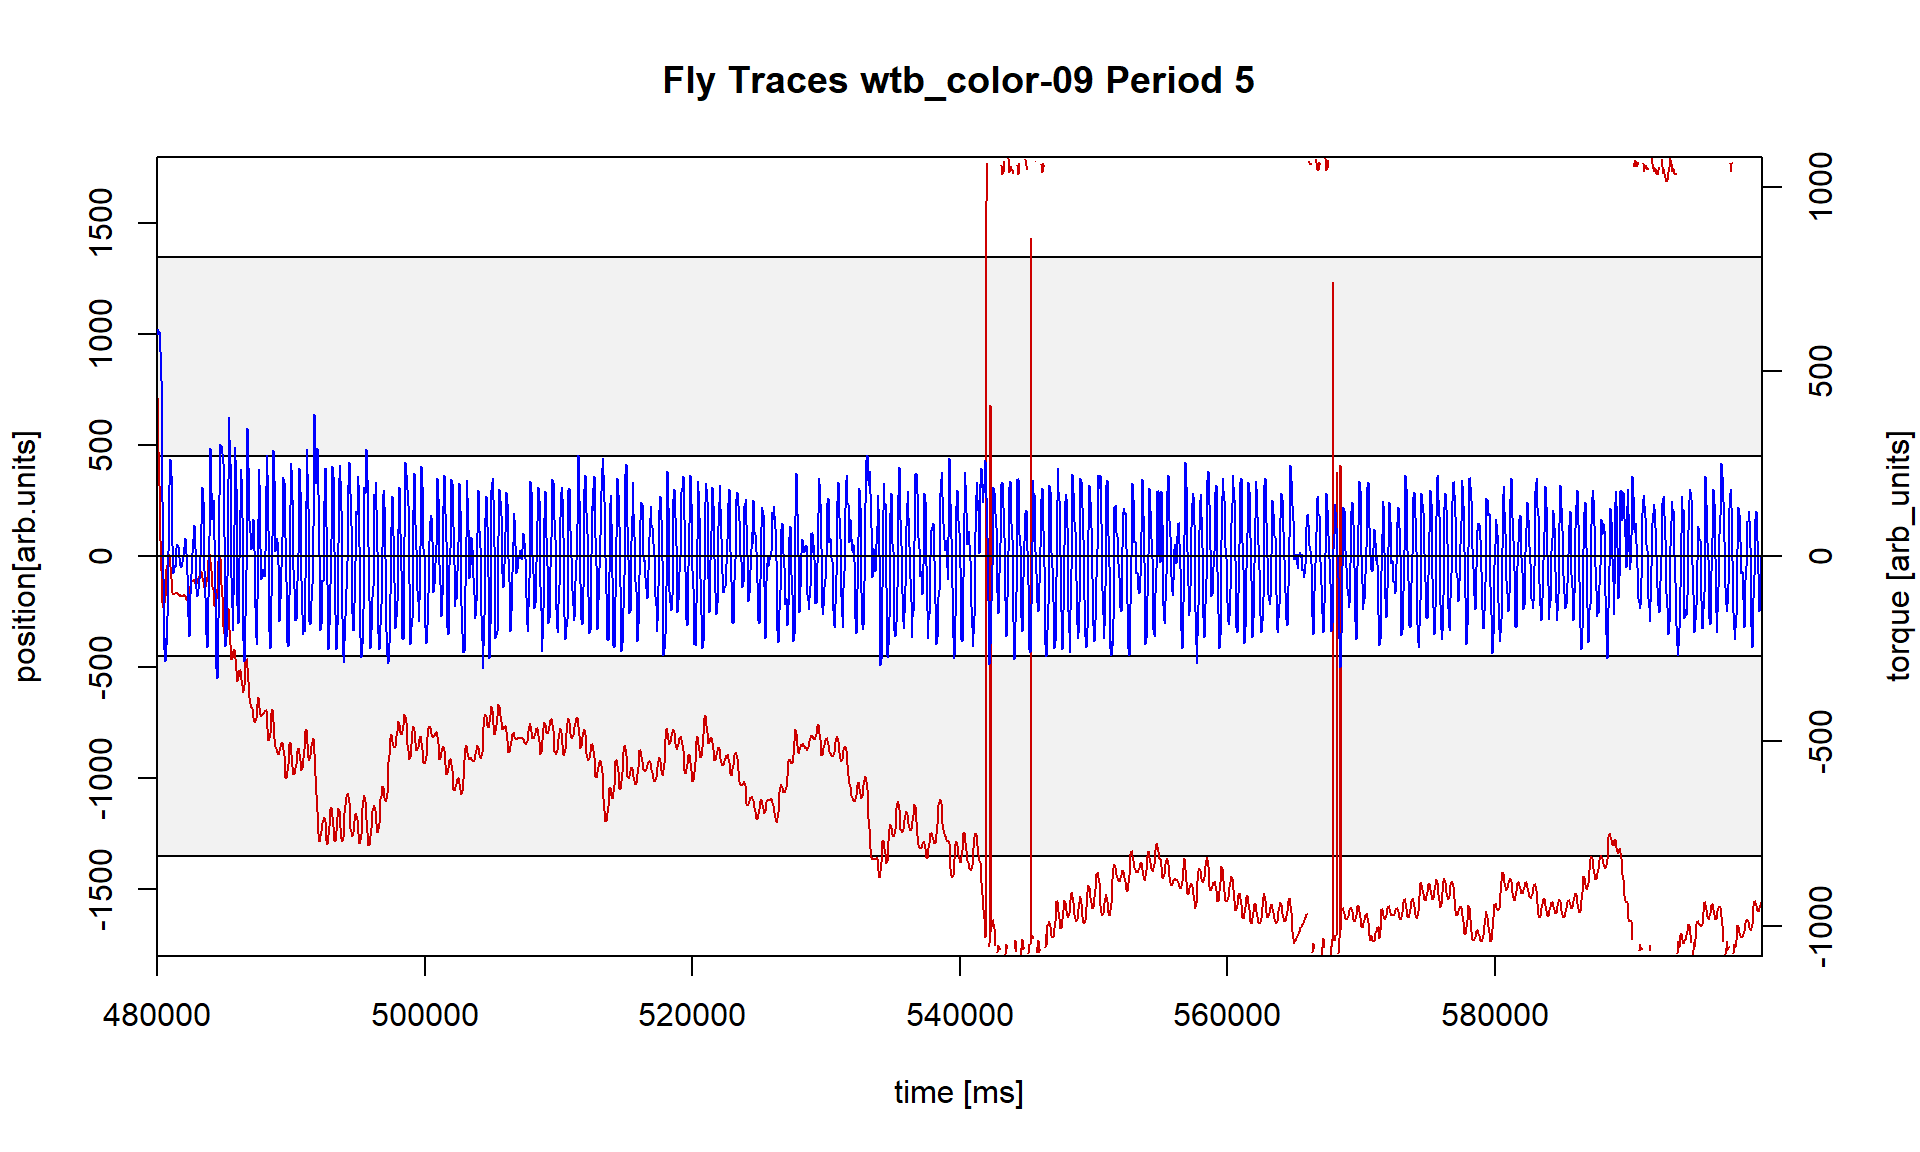 Fly Traces wtb_color-09 Period 5
position[arb.units]
1500
1000
500
0
-500
-1000
-1500
1000
500
0
-500
-1000
torque [arb_units]
480000 500000 520000 540000 560000 580000
time [ms]